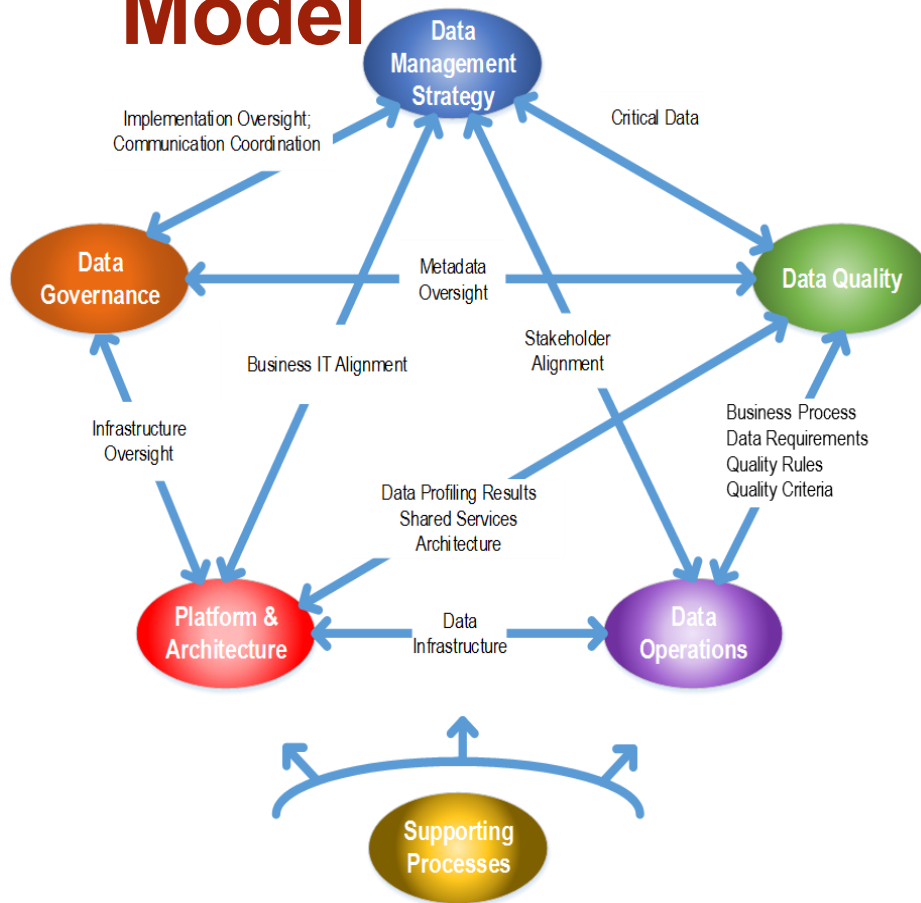 Model
Data
Management
Strategy
Implementation Oversight;
Communication Coordination
Critical Data
Data
Governance
Metadata
Oversight
Data Quality
Business IT Alignment
Stakeholder
Alignment
Infrastructure
Oversight
Business Process
Data Requirements
Quality Rules
Quality Criteria
Data Profiling Results
Shared Services
Architecture
Platform &
Architecture
Data
Infrastructure
Data
Operations
Supporting
Processes